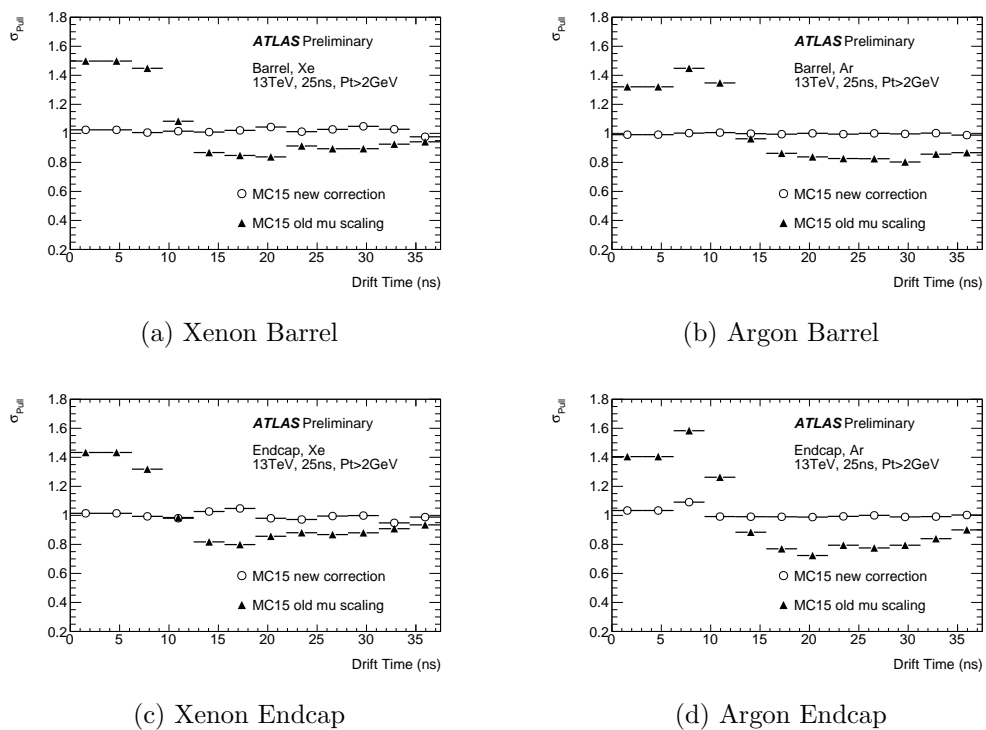 σPull
1.8
1.6
1.4
1.2
1
0.8
0.6
0.4
0.2
ATLAS Preliminary
Barrel, Xe
13TeV, 25ns, Pt>2GeV
MC15 new correction
MC15 old mu scaling
0 5 10 15 20 25 30 35
Drift Time (ns)
(a) Xenon Barrel
σPull
1.8
1.6
1.4
1.2
1
0.8
0.6
0.4
0.2
ATLAS Preliminary
Barrel, Ar
13TeV, 25ns, Pt>2GeV
MC15 new correction
MC15 old mu scaling
0 5 10 15 20 25 30 35
Drift Time (ns)
(b) Argon Barrel
σPull
1.8
1.6
1.4
1.2
1
0.8
0.6
0.4
0.2
ATLAS Preliminary
Endcap, Xe
13TeV, 25ns, Pt>2GeV
MC15 new correction
MC15 old mu scaling
0 5 10 15 20 25 30 35
Drift Time (ns)
(c) Xenon Endcap
σPull
1.8
1.6
1.4
1.2
1
0.8
0.6
0.4
0.2
ATLAS Preliminary
Endcap, Ar
13TeV, 25ns, Pt>2GeV
MC15 new correction
MC15 old mu scaling
0 5 10 15 20 25 30 35
Drift Time (ns)
(d) Argon Endcap